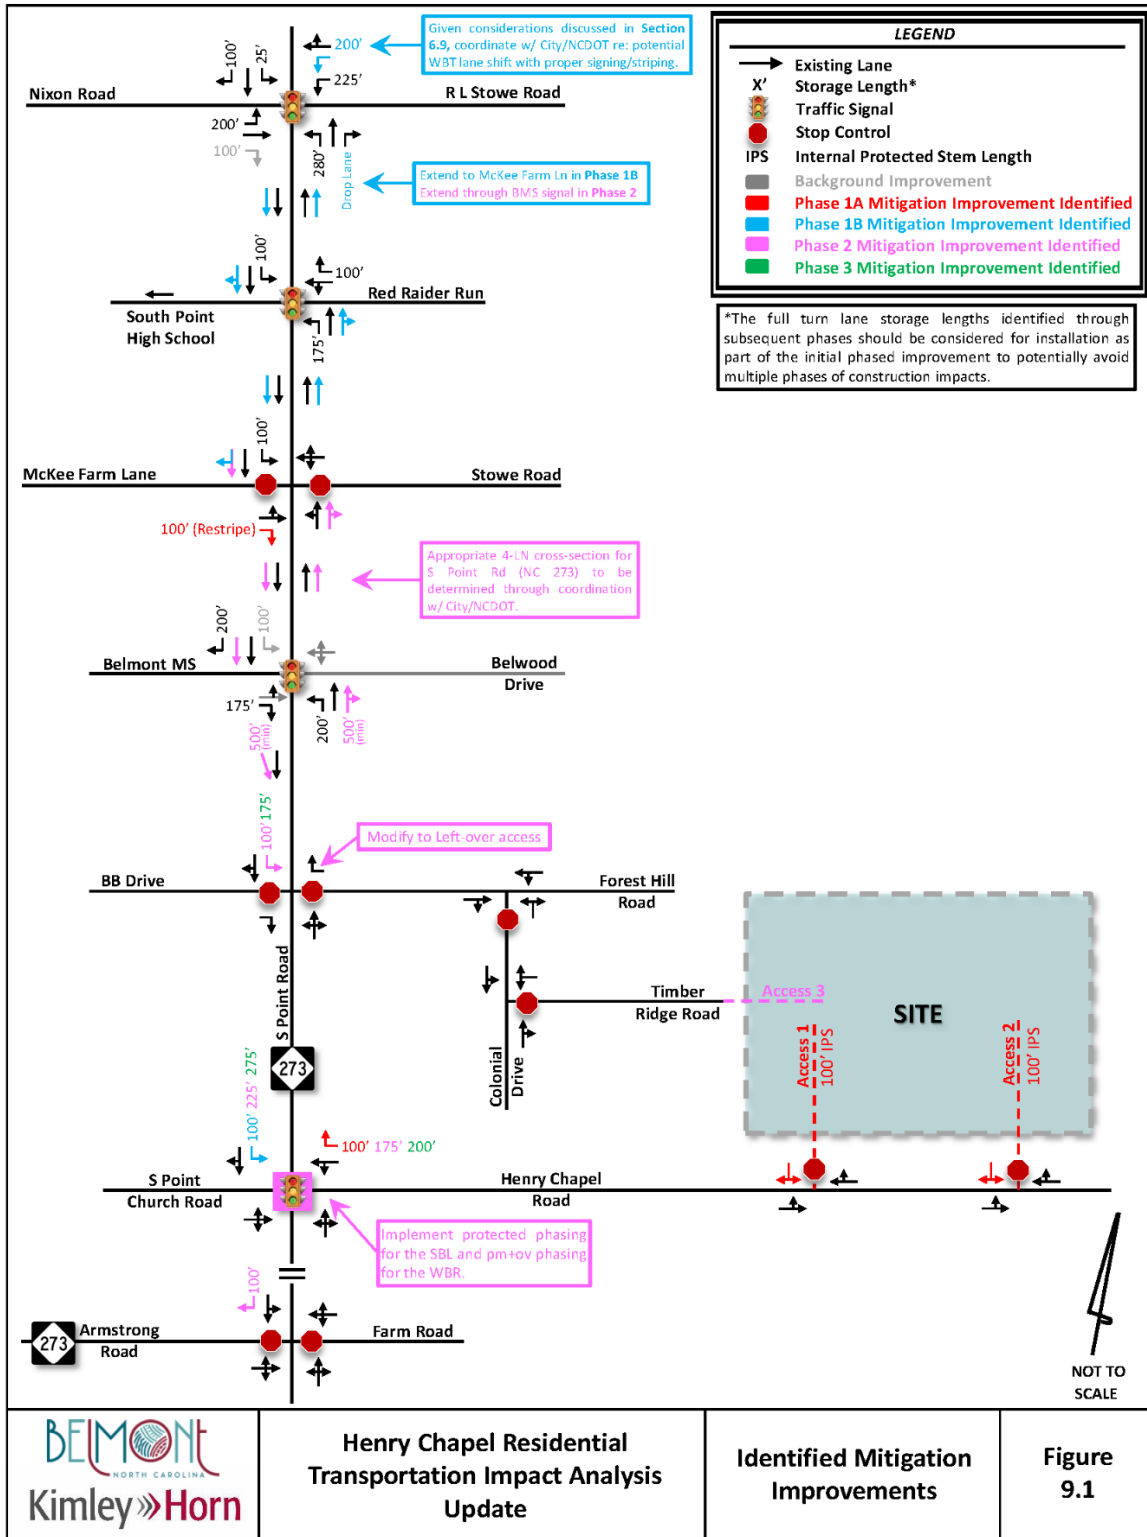 Given considerations discussed in Section
6.9, coordinate w/ City/NCDOT re: potential
WBT lane shift with proper signing/striping.
LEGEND
Existing Lane
X' Storage Length*
Traffic Signal
Stop Control
IPS Internal Protected Stem Length
Background Improvement
Phase 1A Mitigation Improvement Identified
Phase 1B Mitigation Improvement Identified
Phase 2 Mitigation Improvement Identified
Phase 3 Mitigation Improvement Identified
*The full turn lane storage lengths identified through
subsequent phases should be considered for installation as
part of the initial phased improvement to potentially avoid
multiple phases of construction impacts.
100'
25'
200'
225'
Nixon Road
R L Stowe Road
200'
100'
280'
Drop Lane
Extend to McKee Farm Ln in Phase 1B
Extend through BMS signal in Phase 2
100'
100'
Red Raider Run
South Point
High School
175'
100'
McKee Farm Lane
Stowe Road
100' (Restripe)
Appropriate 4-LN cross-section for
S Point Rd (NC 273) to be
determined through coordination
w/ City/NCDOT.
200'
100'
Belmont MS
Belwood
Drive
175'
200'
500'
(min)
500'
(min)
100' 175'
Modify to Left-over access
BB Drive
Forest Hill
Road
S Point Road
Timber
Ridge Road
Access 3
SITE
Colonial
Drive
Access 1
100' IPS
Access 2
100' IPS
273
100' 225' 275'
100' 175' 200'
S Point
Church Road
Henry Chapel
Road
Implement protected phasing
for the SBL and pm+ov phasing
for the WBR.
100'
273
Armstrong
Road
Farm Road
NOT TO
SCALE
BELMONT
NORTH CAROLINA
Kimley»Horn
Henry Chapel Residential
Transportation Impact Analysis
Update
Identified Mitigation
Improvements
Figure
9.1